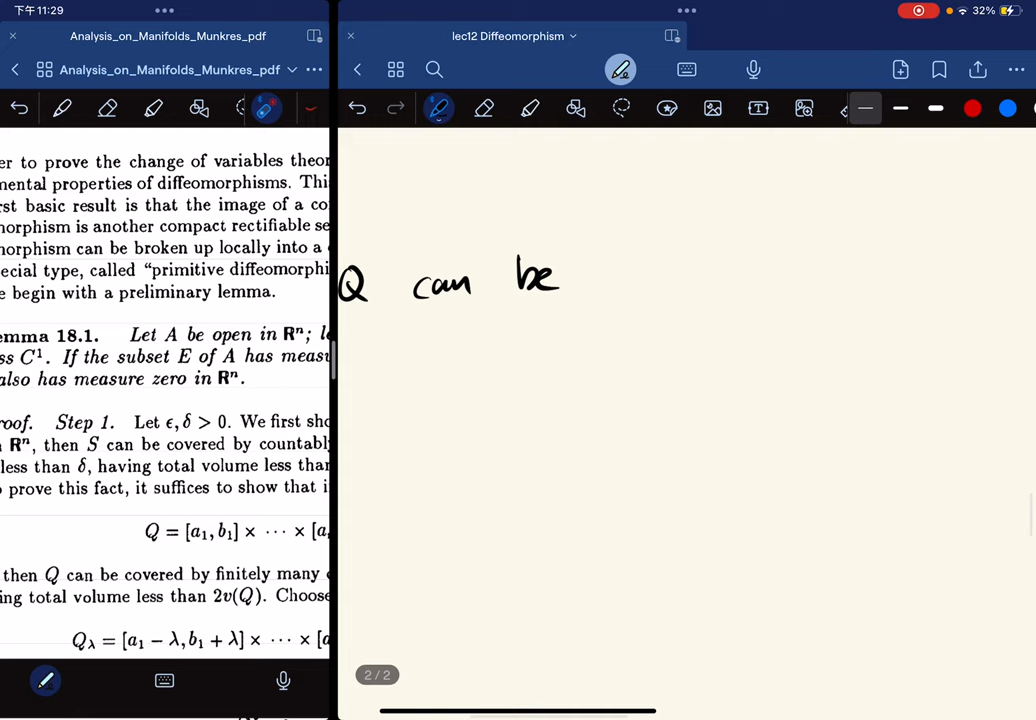 下午11:29
32%
Analysis_on_Manifolds_Munkres_pdf
lec12 Diffeomorphism
Analysis_on_Manifolds_Munkres_pdf
er to prove the change of variables theor
mental properties of diffeomorphisms. Thi
rst basic result is that the image of a co
morphism is another compact rectifiable se
morphism can be broken up locally into a
ecial type, called “primitive diffeomorphi
e begin with a preliminary lemma.
emma 18.1. Let A be open in Rⁿ; le
ss C¹. If the subset E of A has measu
also has measure zero in Rⁿ.
roof. Step 1. Let ϵ, δ > 0. We first sho
n Rⁿ, then S can be covered by countabl
less than δ, having total volume less than
o prove this fact, it suffices to show that i
Q = [a₁, b₁] × ··· × [a
then Q can be covered by finitely many
ing total volume less than 2v(Q). Choose
Q_λ = [a₁ − λ, b₁ + λ] × ··· × [a
Q can be
2 / 2